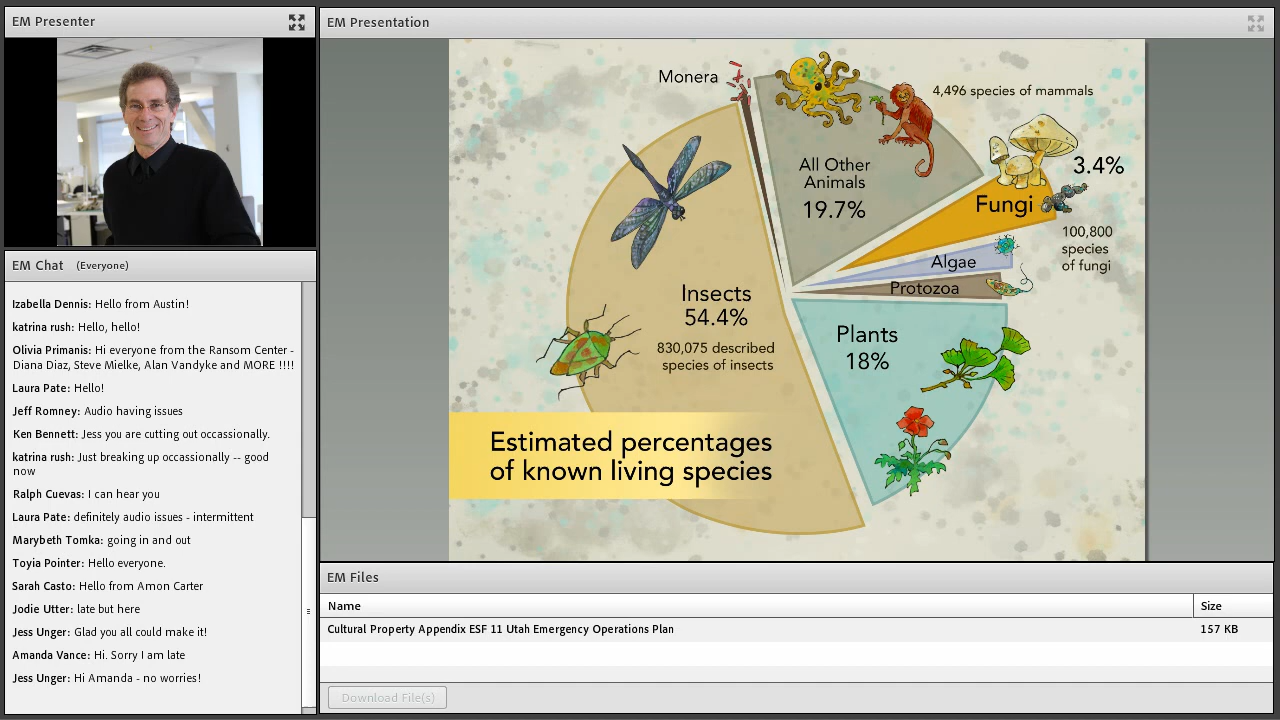 EM Presenter
EM Chat (Everyone)
Izabella Dennis: Hello from Austin!
katrina rush: Hello, hello!
Olivia Primanis: Hi everyone from the Ransom Center -
Diana Diaz, Steve Mielke, Alan Vandyke and MORE !!!!
Laura Pate: Hello!
Jeff Romney: Audio having issues
Ken Bennett: Jess you are cutting out occassionally.
katrina rush: Just breaking up occassionally -- good
now
Ralph Cuevas: I can hear you
Laura Pate: definitely audio issues - intermittent
Marybeth Tomka: going in and out
Toyia Pointer: Hello everyone.
Sarah Casto: Hello from Amon Carter
Jodie Utter: late but here
Jess Unger: Glad you all could make it!
Amanda Vance: Hi. Sorry I am late
Jess Unger: Hi Amanda - no worries!
EM Presentation
Monera
4,496 species of mammals
All Other
Animals
19.7%
3.4%
Fungi
100,800
species
of fungi
Algae
Protozoa
Insects
54.4%
830,075 described
species of insects
Plants
18%
Estimated percentages
of known living species
EM Files
Name Size
Cultural Property Appendix ESF 11 Utah Emergency Operations Plan 157 KB
Download File(s)